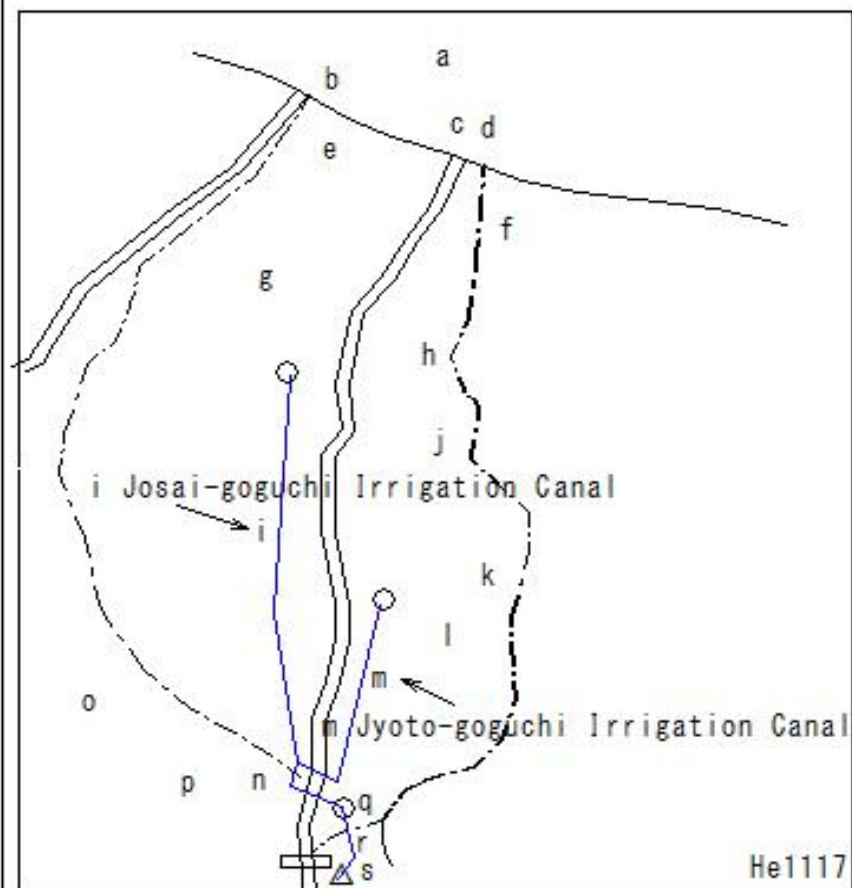 a
b
c d
e
f
g
h
j
i Josai-goguchi Irrigation Canal
i
k
l
m
o
m Jyoto-goguchi Irrigation Canal
p n
q
r
s
He1117